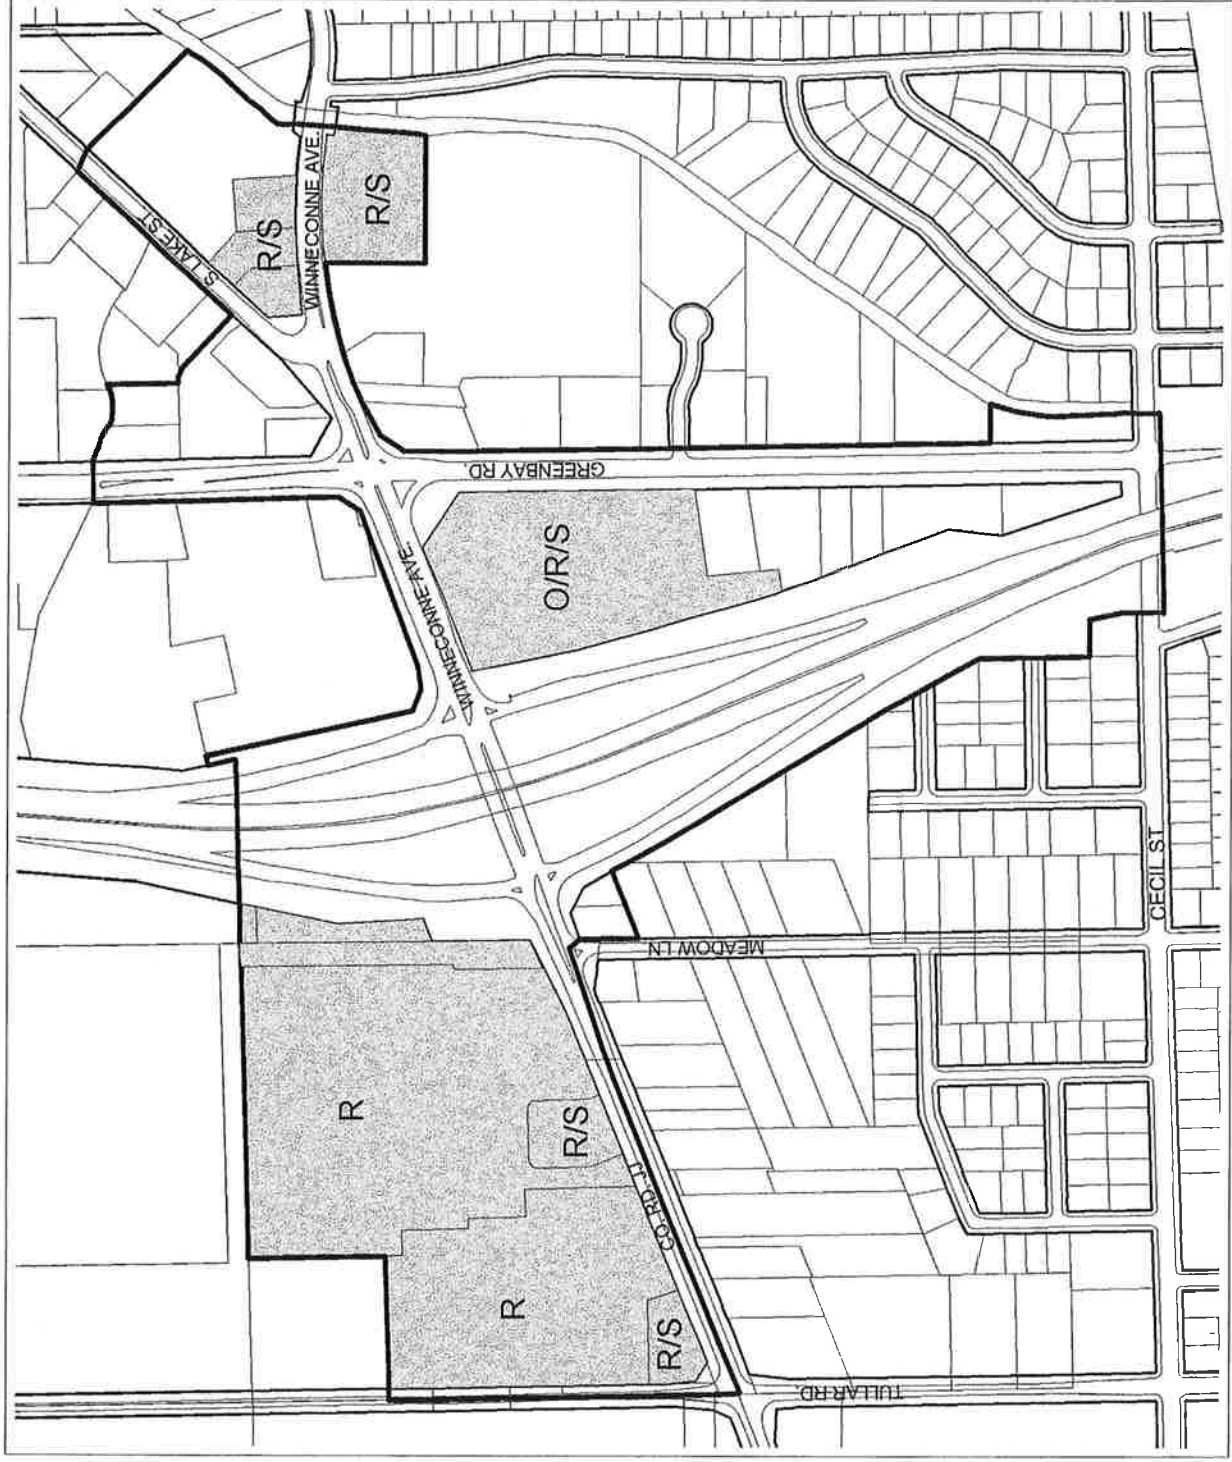 S. LAKE ST.
WINNECONNE AVE.
R/S
R/S
GREENBAY RD.
O/R/S
WINNECONNE AVE.
CECIL ST.
MEADOW LN
R
R/S
CO. RD. JJ
R
R/S
TULLAR RD.